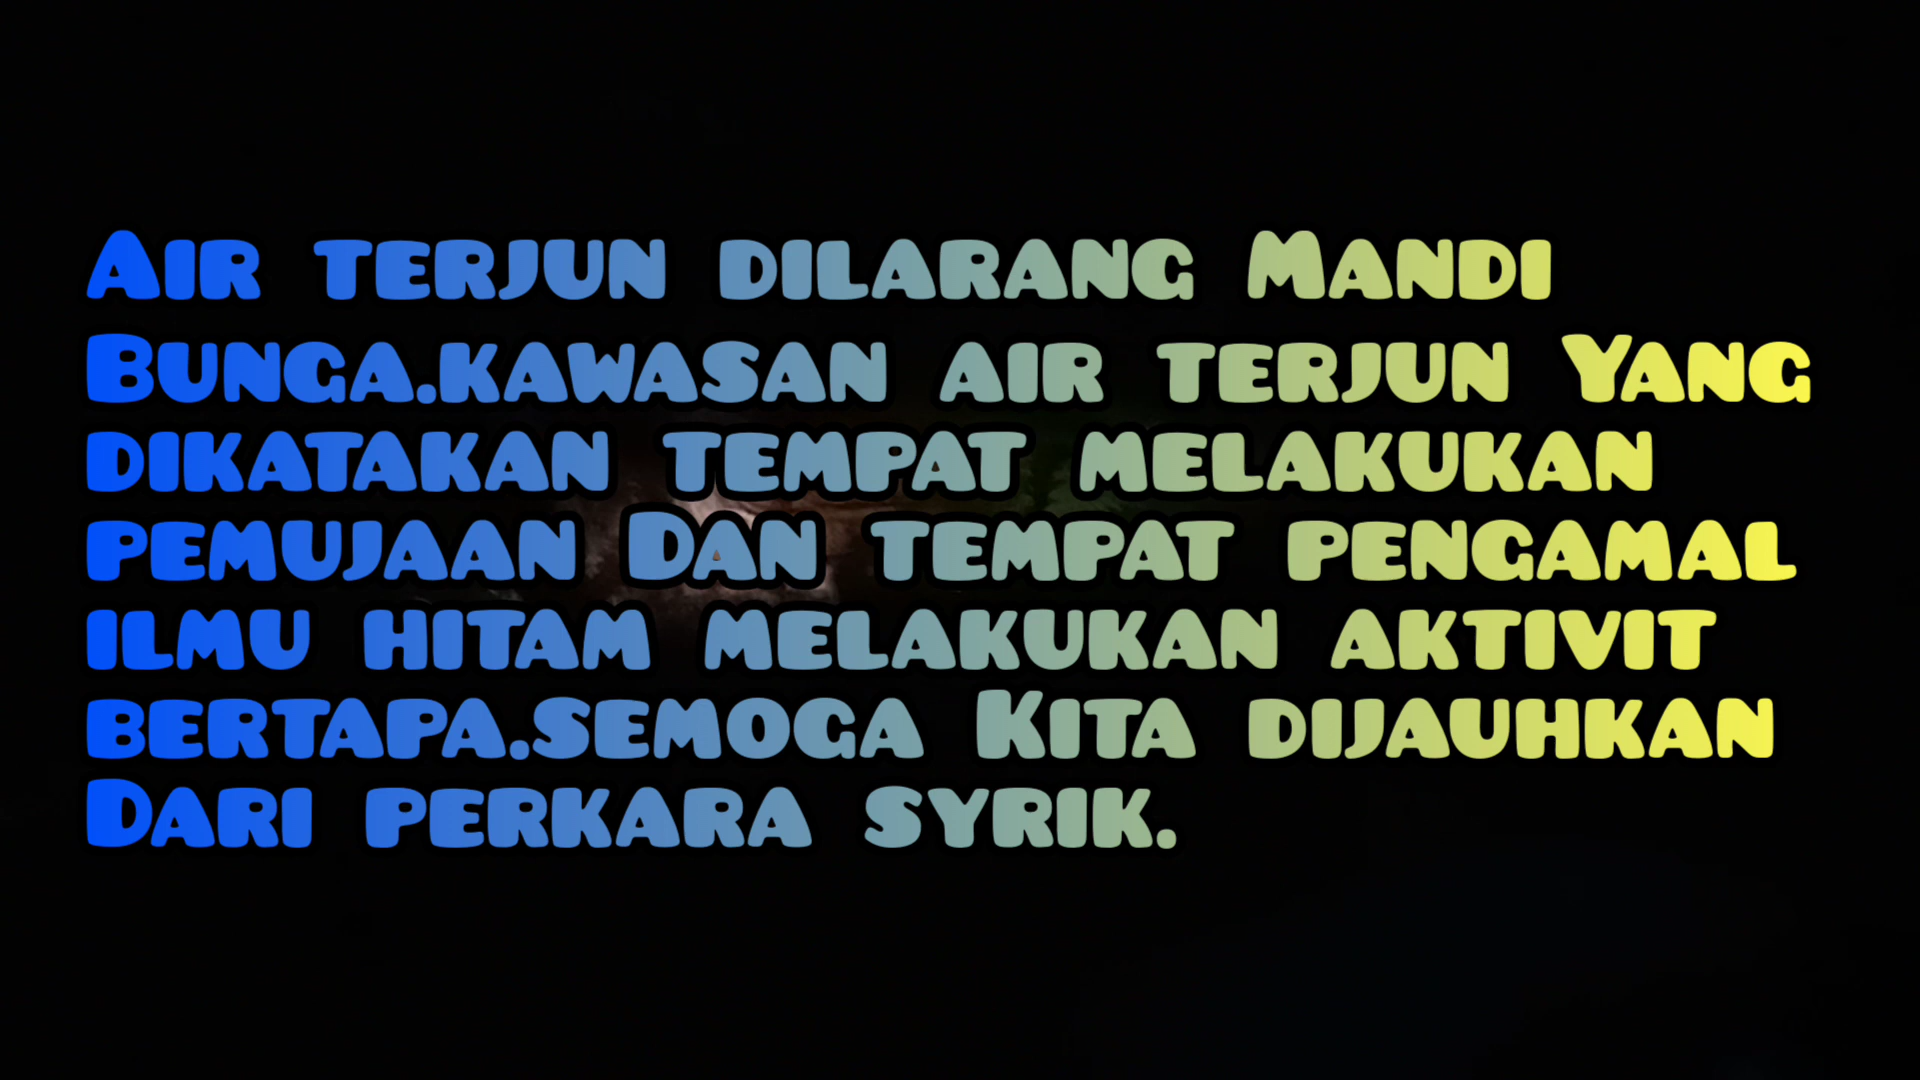 Air terjun dilarang Mandi
Bunga.kawasan air terjun Yang
dikatakan tempat melakukan
pemujaan Dan tempat pengamal
ilmu hitam melakukan aktivit
bertapa.semoga Kita dijauhkan
Dari perkara syrik.